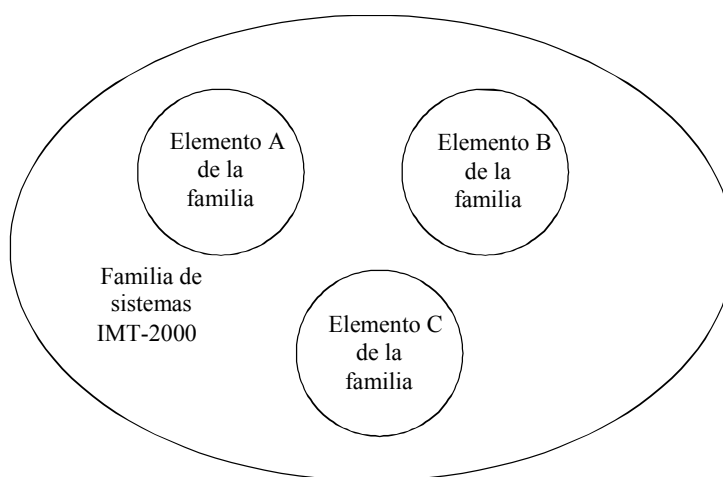 Elemento A
de la
familia
Elemento B
de la
familia
Familia de
sistemas
IMT-2000
Elemento C
de la
familia